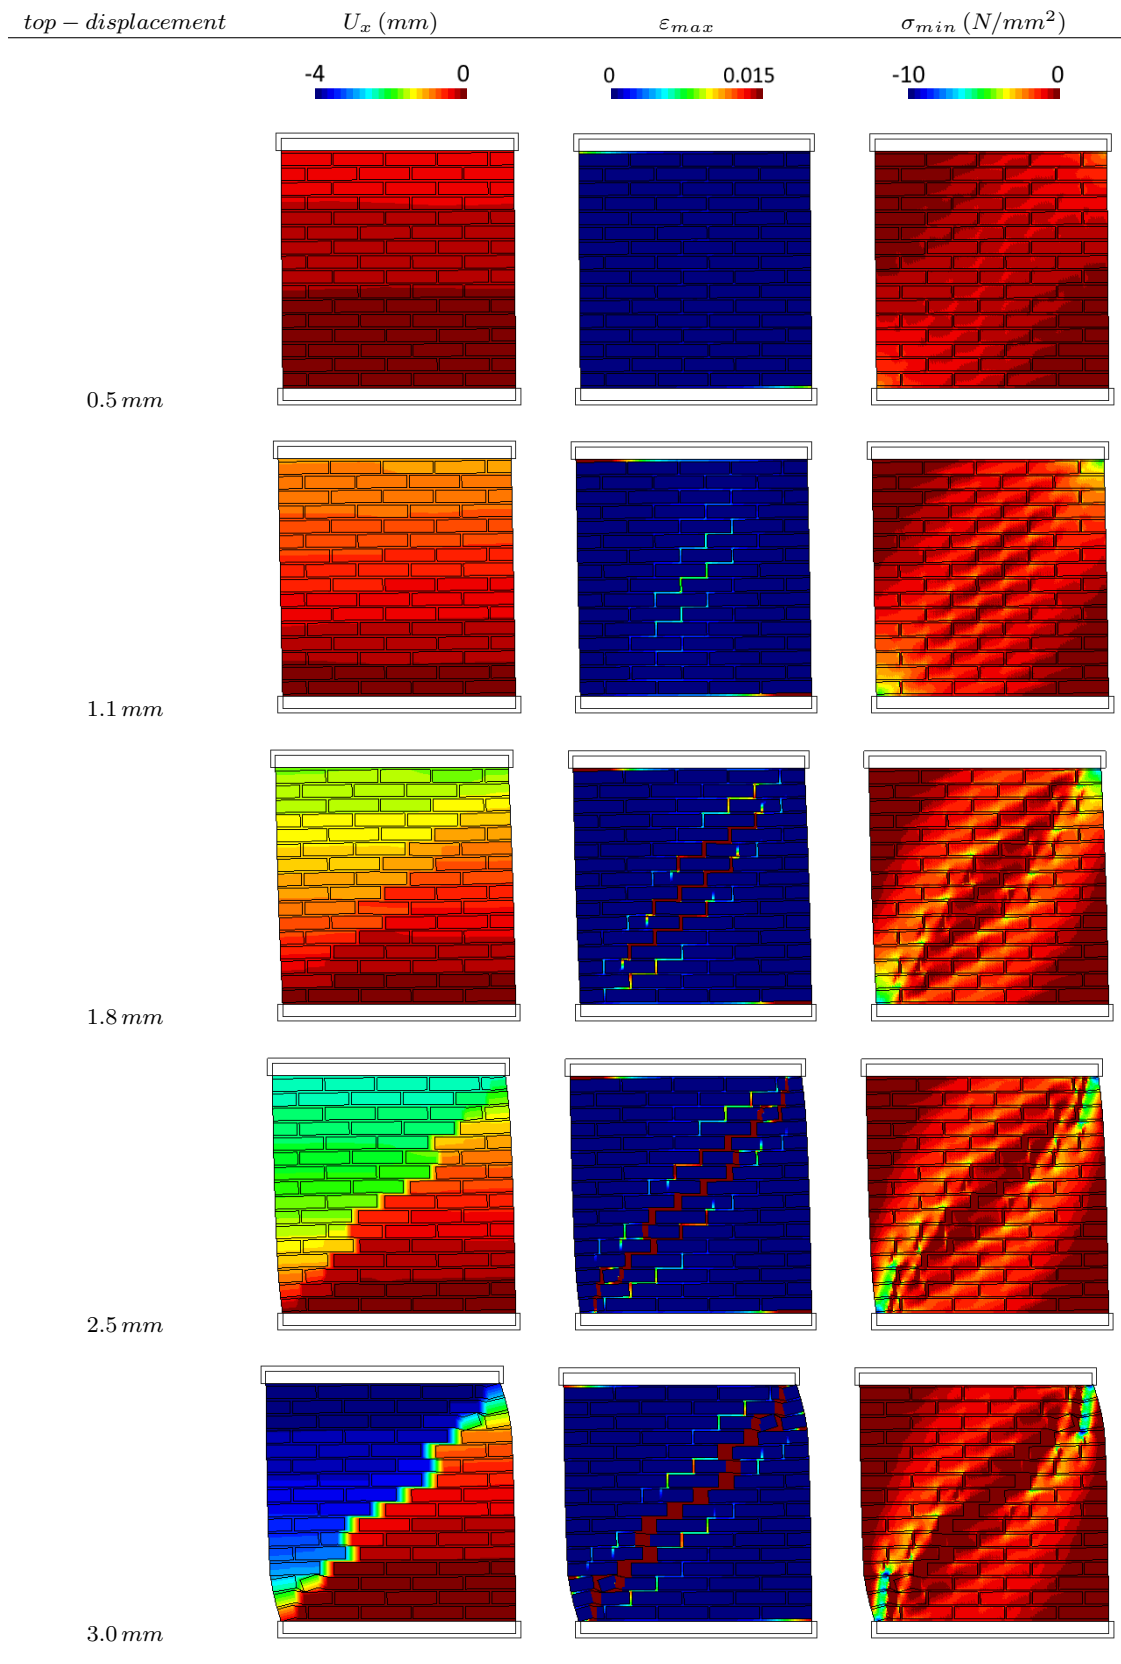 top − displacement U_x (mm) ε_max σ_min (N/mm²)
-4 0 0 0.015 -10 0
0.5 mm
1.1 mm
1.8 mm
2.5 mm
3.0 mm